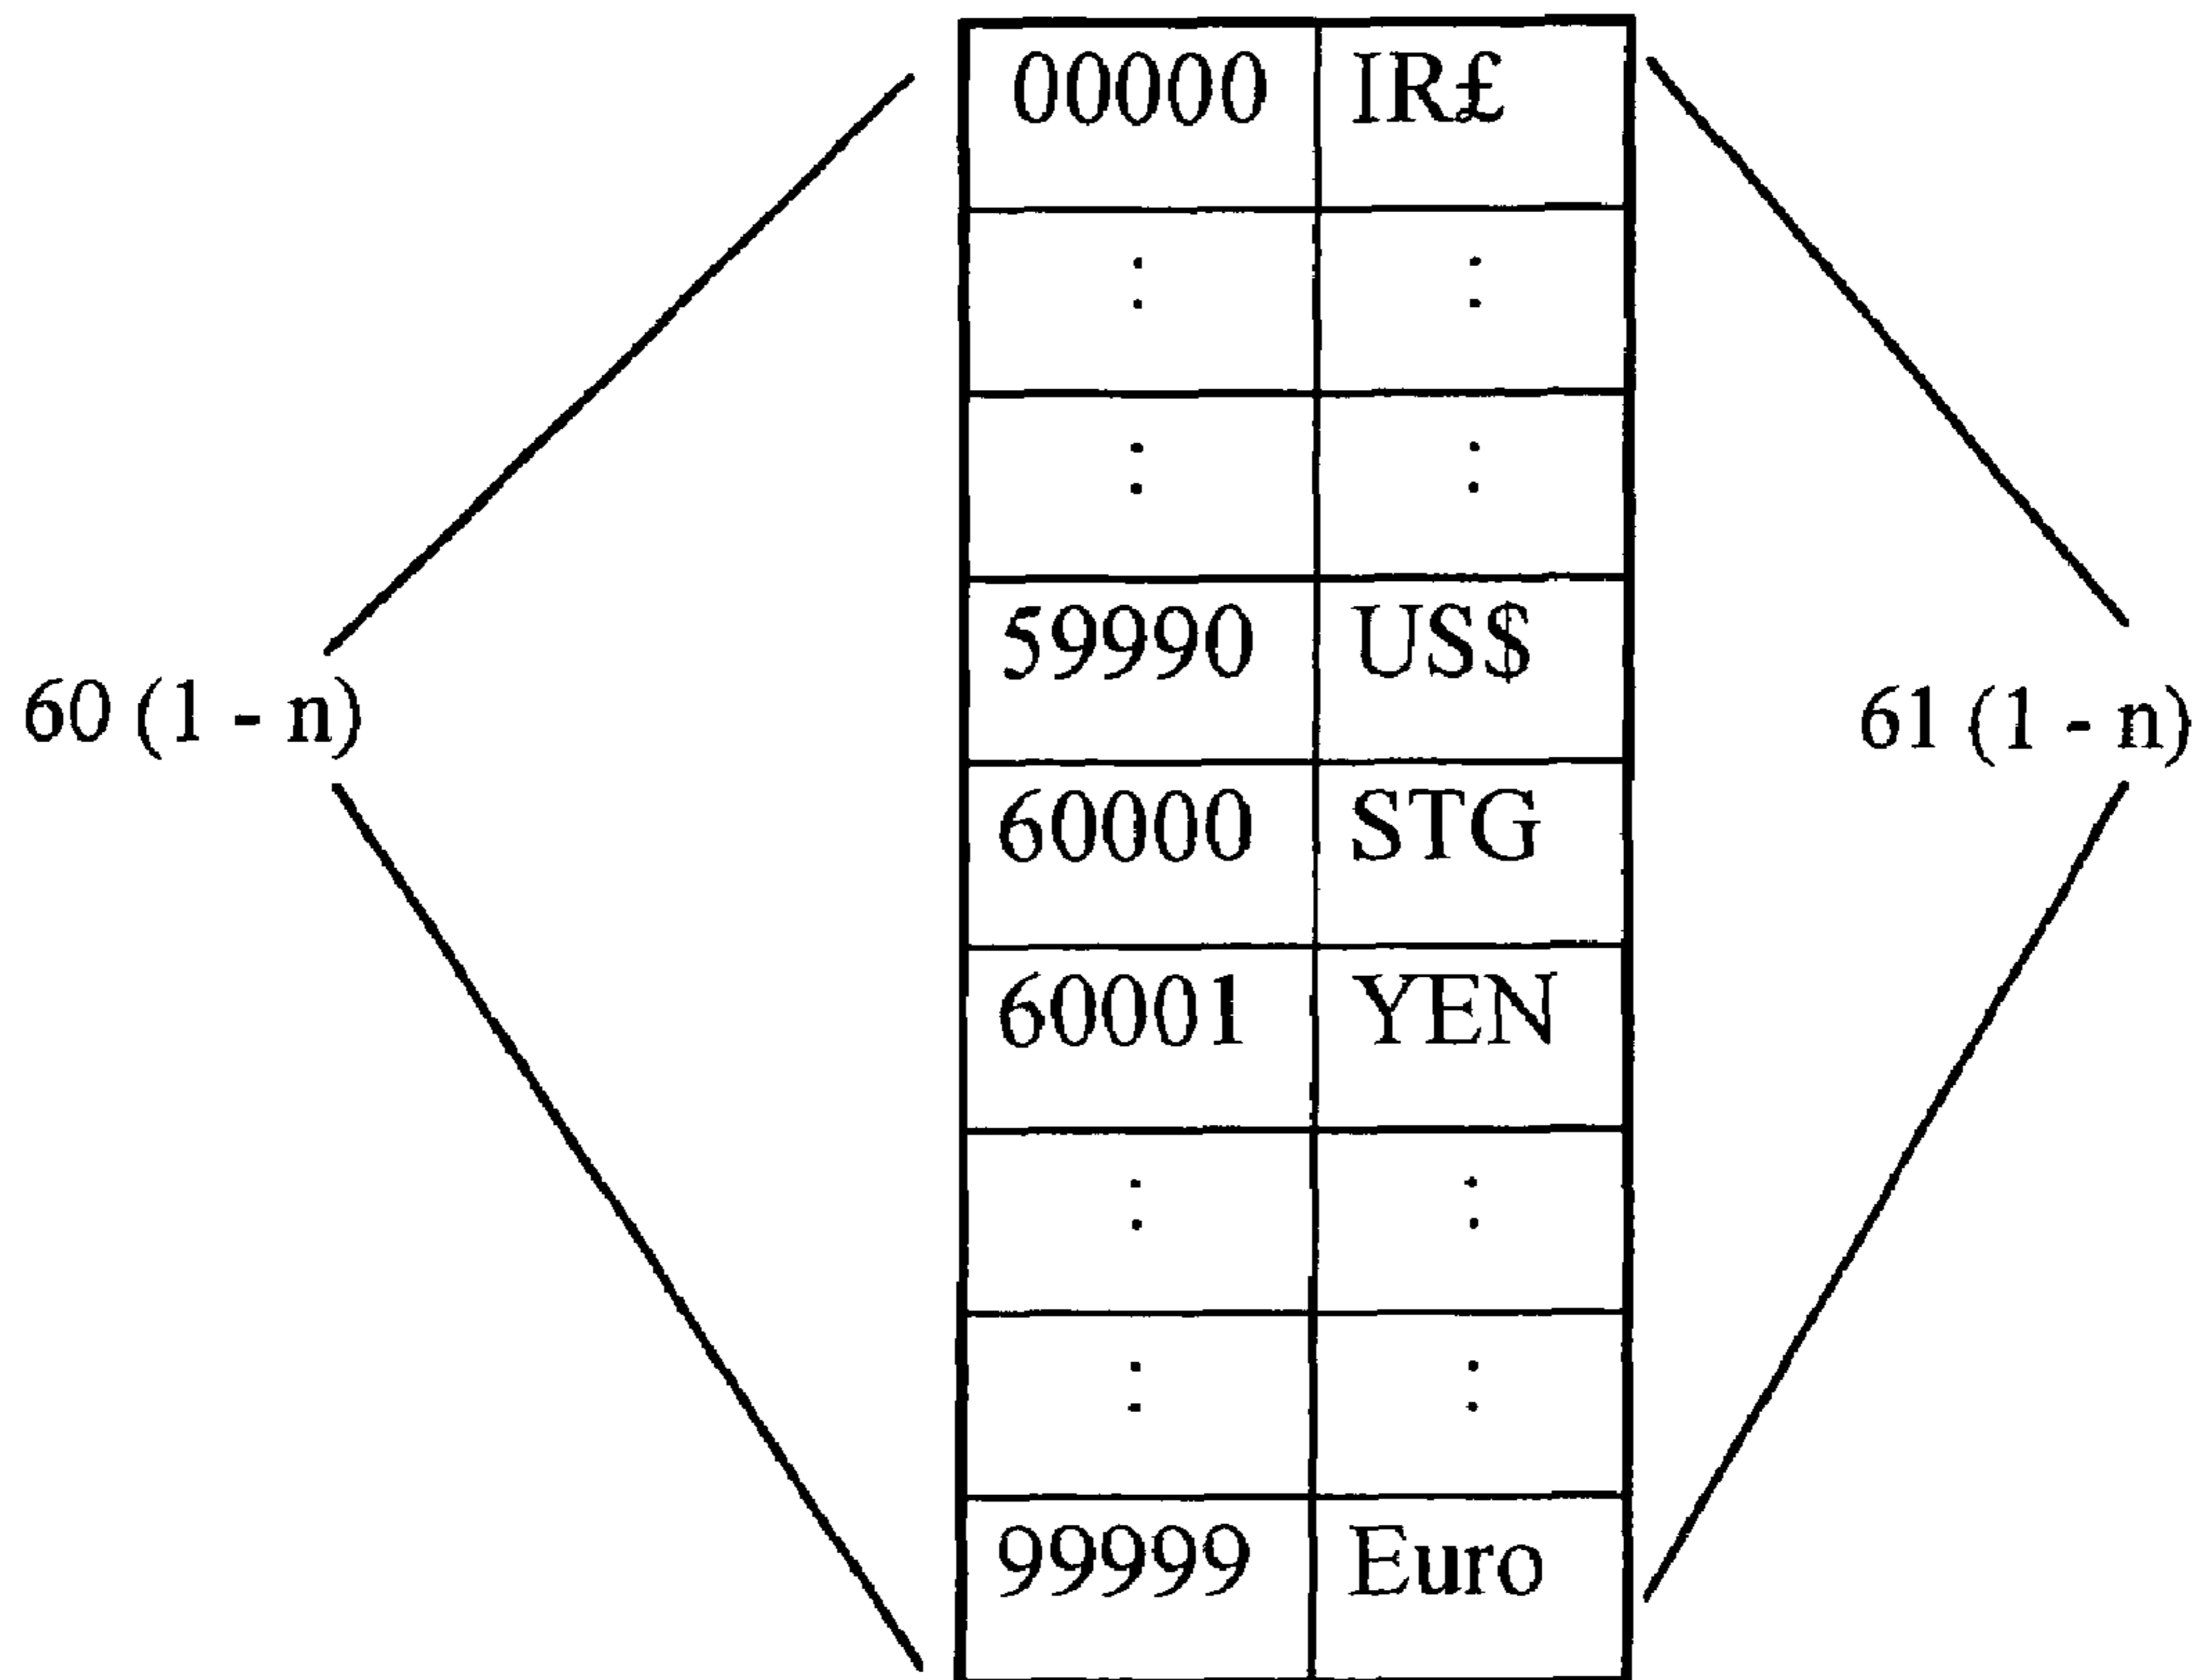 00000 IR£
: :
: :
59990 US$
60 (1 - n)
61 (1 - n)
60000 STG
60001 YEN
: :
: :
99999 Euro